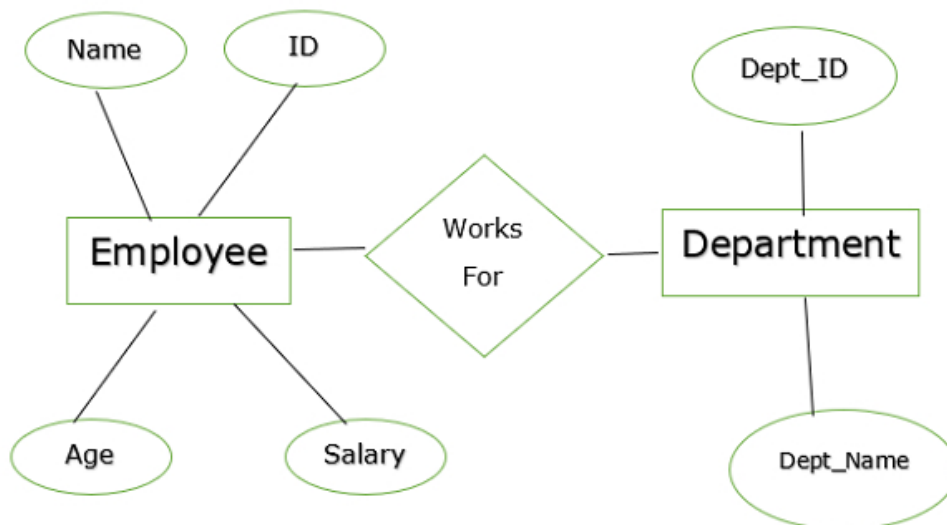 Name
ID
Dept_ID
Employee
Works
For
Department
Age
Salary
Dept_Name